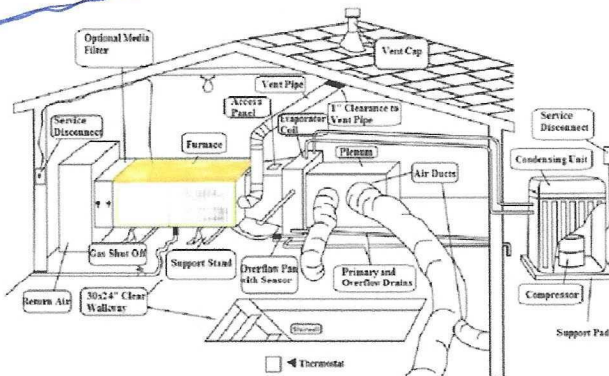 Optional Media
Filter
Vent Cap
Vent Pipe
1" Clearance to
Vent Pipe
Access
Panel
Evaporator
Coil
Service
Disconnect
Furnace
Plenum
Air Ducts
Service
Disconnect
Condensing Unit
Gas Shut Off
Support Stand
Overflow Pan
with Sensor
Primary and
Overflow Drains
Compressor
Return Air
30x24" Clear
Walkway
Support Pad
Thermostat